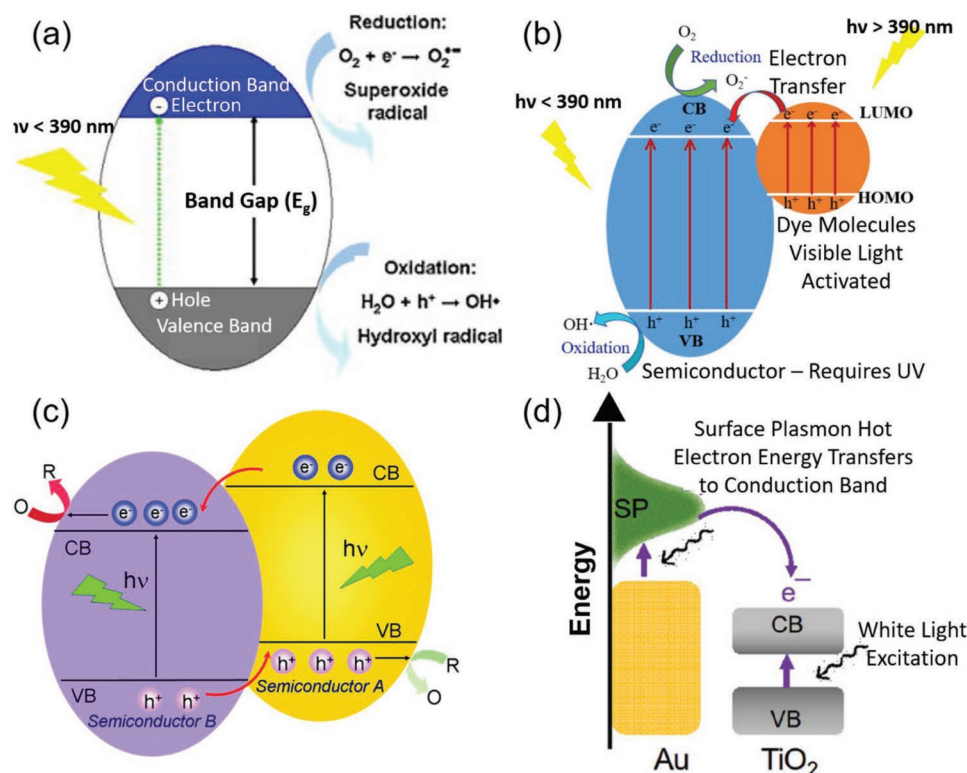 (a)
Reduction:
O₂ + e⁻ → O₂•⁻
Superoxide
radical
Conduction Band
- Electron
hν < 390 nm
Band Gap (Eg)
Oxidation:
H₂O + h⁺ → OH•
Hydroxyl radical
+ Hole
Valence Band
(b)
hν > 390 nm
O₂
Reduction
O₂⁻
Electron
Transfer
hν < 390 nm
CB
LUMO
e⁻ e⁻ e⁻
e⁻ e⁻ e⁻
HOMO
h⁺ h⁺ h⁺
Dye Molecules
Visible Light
Activated
OH•
h⁺ h⁺ h⁺
Oxidation
VB
H₂O
Semiconductor – Requires UV
(c)
R
O
e⁻ e⁻
CB
e⁻ e⁻ e⁻
CB
hν
hν
VB
h⁺ h⁺ h⁺
R
Semiconductor A
O
VB
h⁺ h⁺
Semiconductor B
(d)
Surface Plasmon Hot
Electron Energy Transfers
to Conduction Band
SP
Energy
e⁻
CB
White Light
Excitation
VB
Au
TiO₂